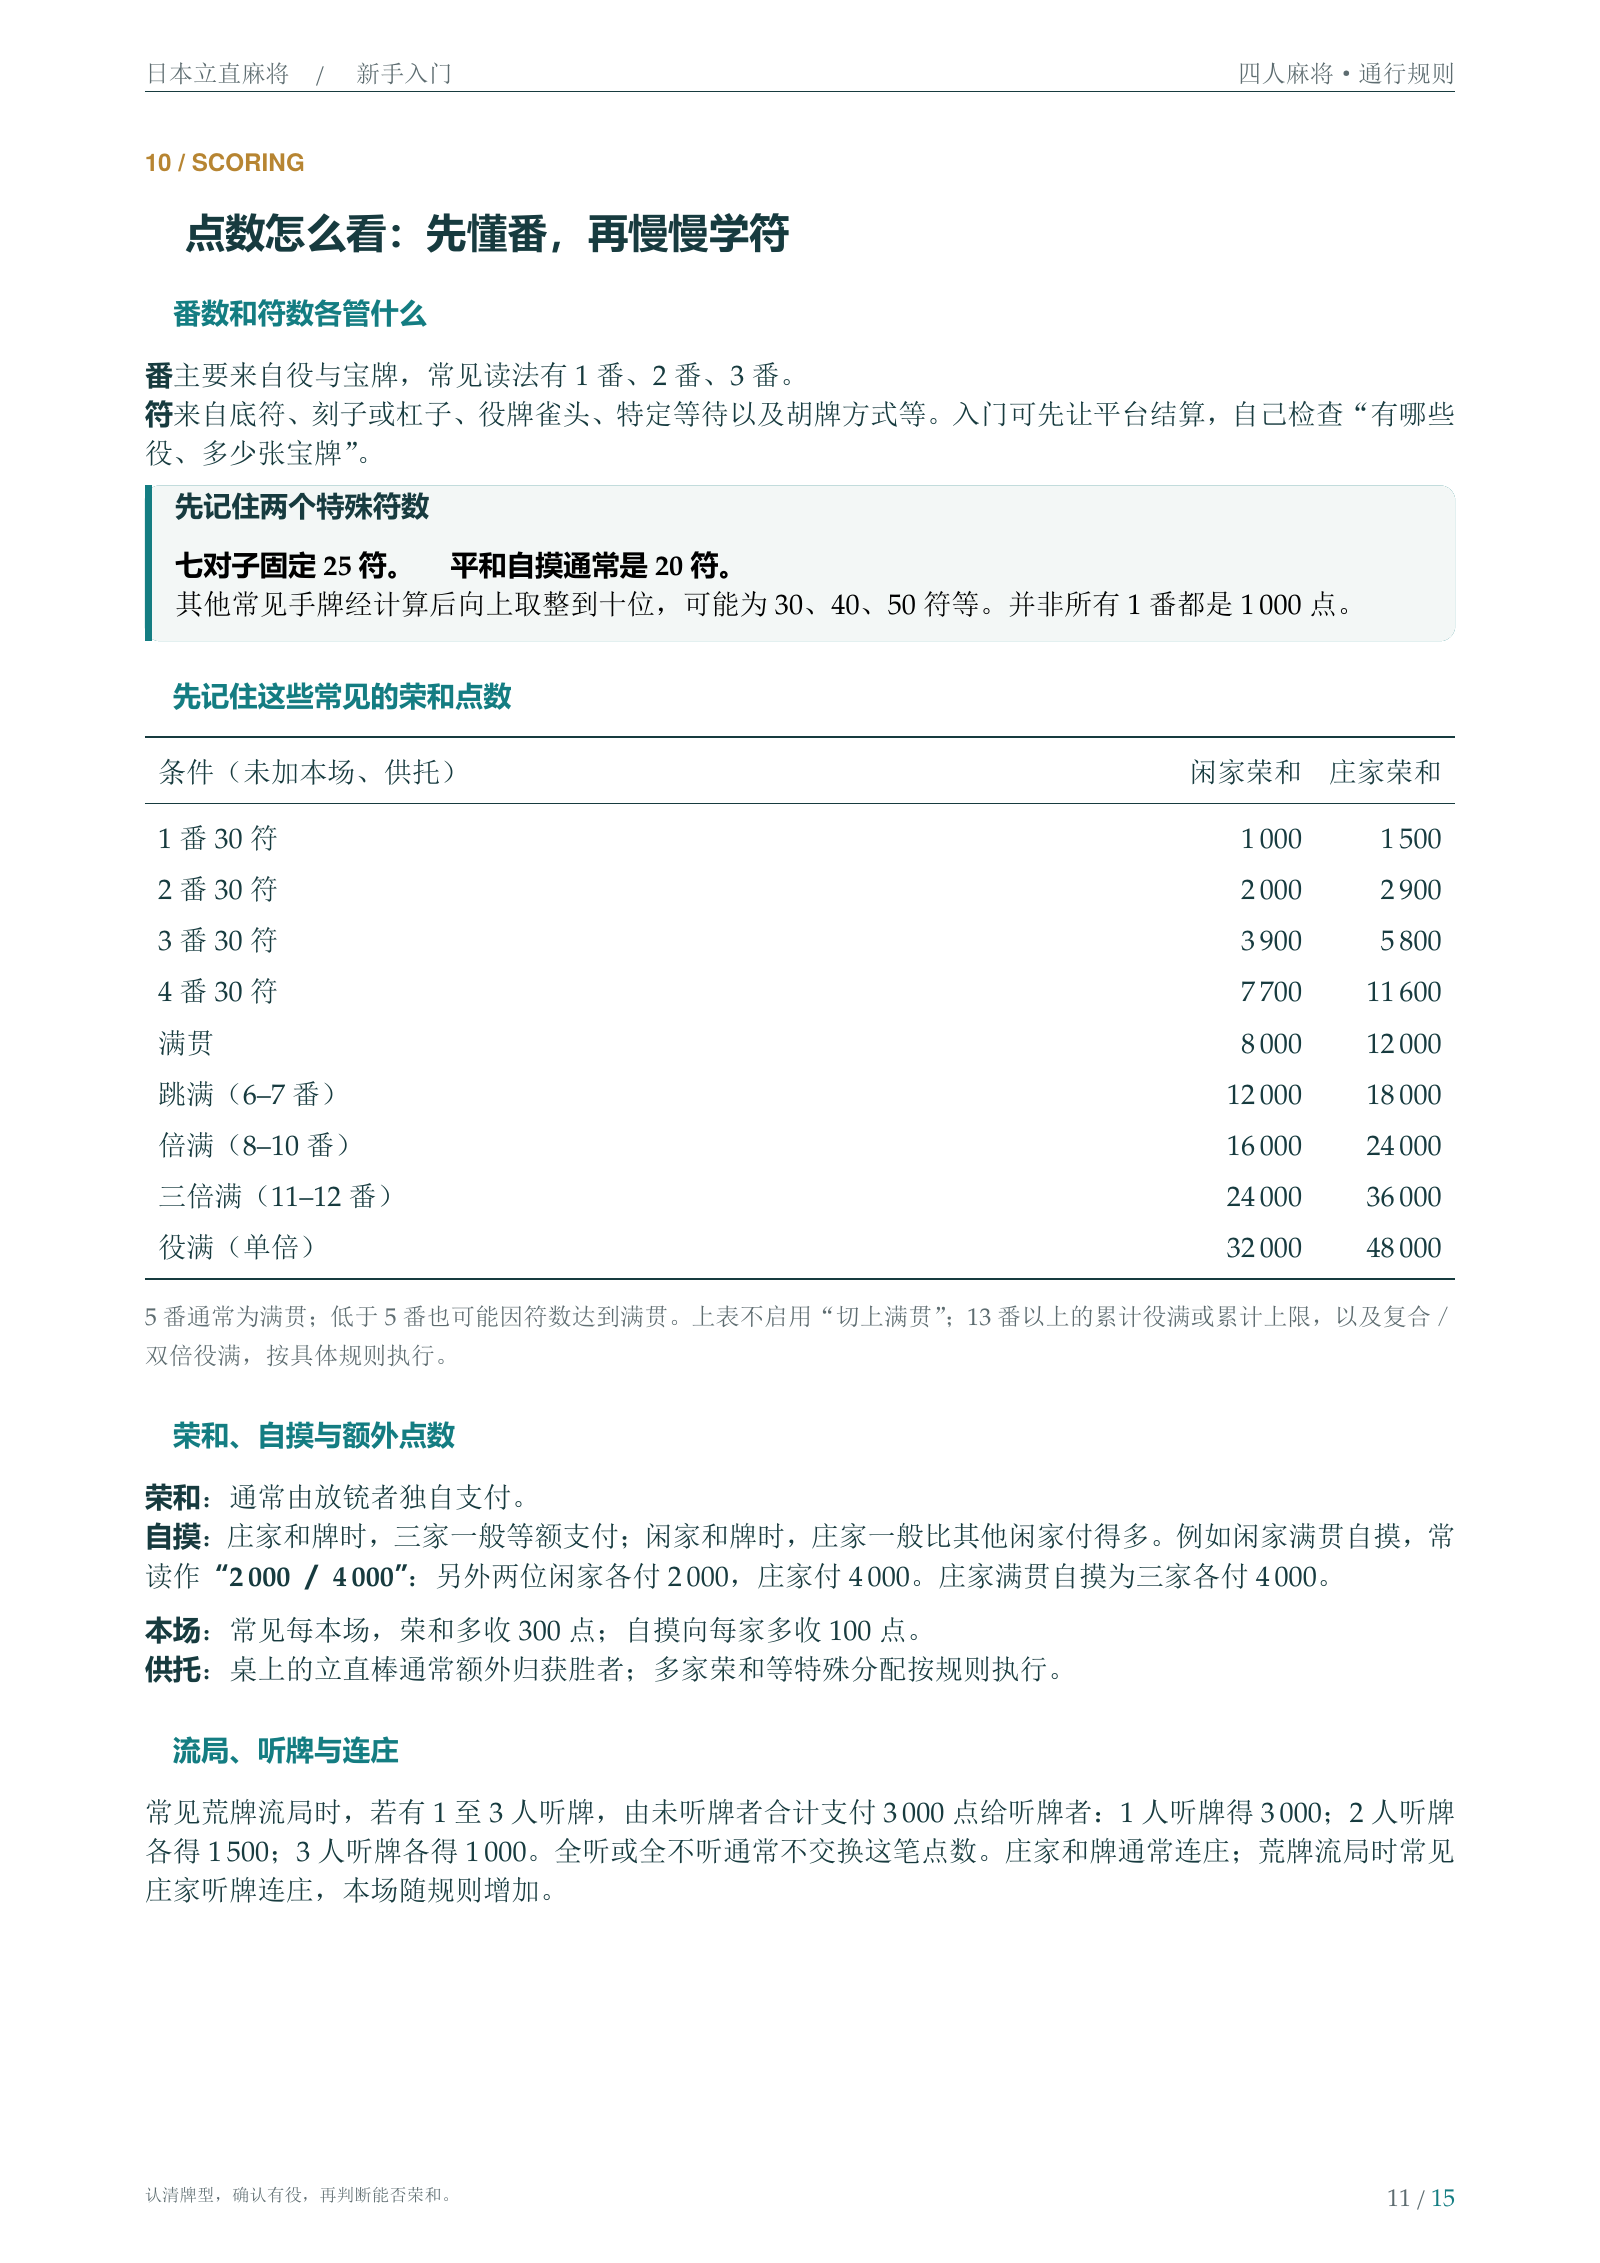 日本立直麻将 / 新手入门
四人麻将·通行规则
10 / SCORING
点数怎么看：先懂番，再慢慢学符
番数和符数各管什么
番主要来自役与宝牌，常见读法有 1 番、2 番、3 番。
符来自底符、刻子或杠子、役牌雀头、特定等待以及胡牌方式等。入门可先让平台结算，自己检查“有哪些
役、多少张宝牌”。
先记住两个特殊符数
七对子固定 25 符。 平和自摸通常是 20 符。
其他常见手牌经计算后向上取整到十位，可能为 30、40、50 符等。并非所有 1 番都是 1 000 点。
先记住这些常见的荣和点数
条件（未加本场、供托） 闲家荣和 庄家荣和
1 番 30 符 1 000 1 500
2 番 30 符 2 000 2 900
3 番 30 符 3 900 5 800
4 番 30 符 7 700 11 600
满贯 8 000 12 000
跳满（6–7 番） 12 000 18 000
倍满（8–10 番） 16 000 24 000
三倍满（11–12 番） 24 000 36 000
役满（单倍） 32 000 48 000
5 番通常为满贯；低于 5 番也可能因符数达到满贯。上表不启用“切上满贯”；13 番以上的累计役满或累计上限，以及复合 /
双倍役满，按具体规则执行。
荣和、自摸与额外点数
荣和：通常由放铳者独自支付。
自摸：庄家和牌时，三家一般等额支付；闲家和牌时，庄家一般比其他闲家付得多。例如闲家满贯自摸，常
读作“2 000 / 4 000”：另外两位闲家各付 2 000，庄家付 4 000。庄家满贯自摸为三家各付 4 000。
本场：常见每本场，荣和多收 300 点；自摸向每家多收 100 点。
供托：桌上的立直棒通常额外归获胜者；多家荣和等特殊分配按规则执行。
流局、听牌与连庄
常见荒牌流局时，若有 1 至 3 人听牌，由未听牌者合计支付 3 000 点给听牌者：1 人听牌得 3 000；2 人听牌
各得 1 500；3 人听牌各得 1 000。全听或全不听通常不交换这笔点数。庄家和牌通常连庄；荒牌流局时常见
庄家听牌连庄，本场随规则增加。
认清牌型，确认有役，再判断能否荣和。
11 / 15